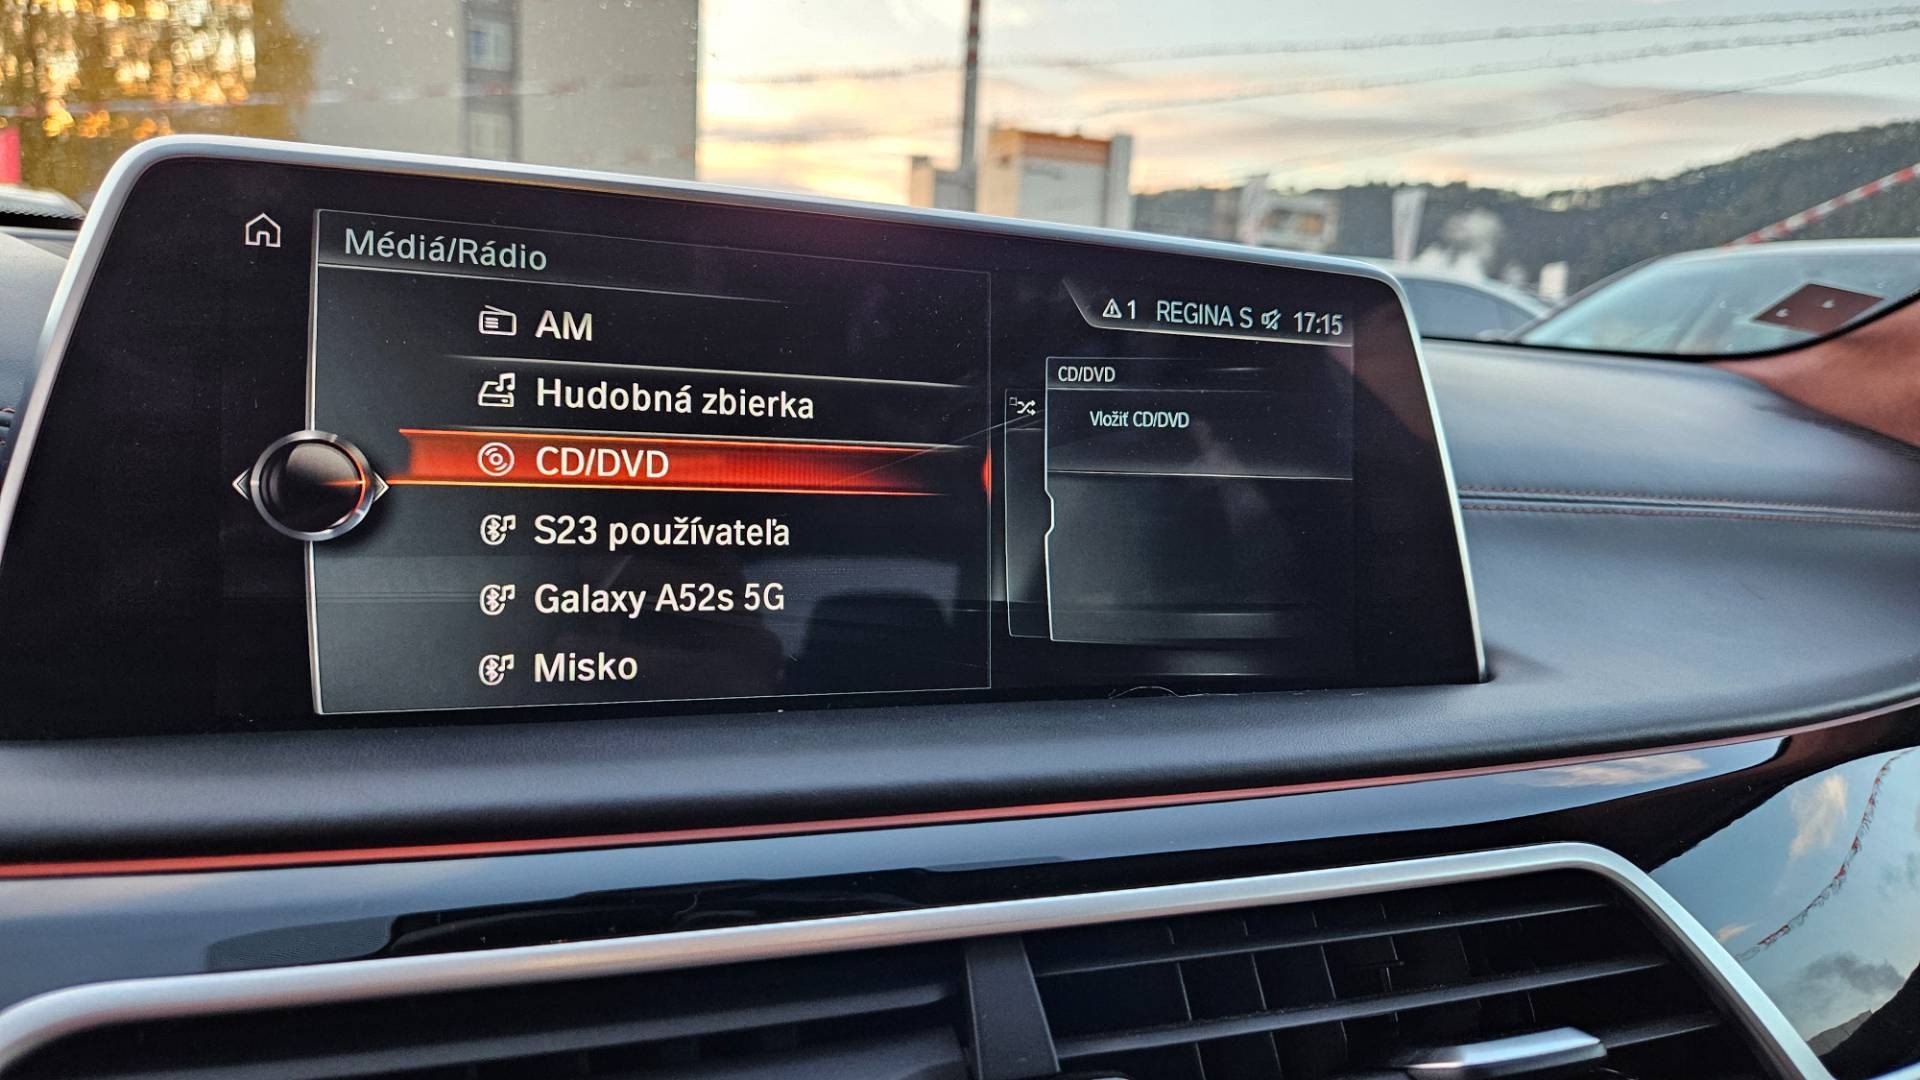 Médiá/Rádio
AM
Hudobná zbierka
CD/DVD
S23 používateľa
Galaxy A52s 5G
Misko
1 REGINA S 17:15
CD/DVD
Vložiť CD/DVD